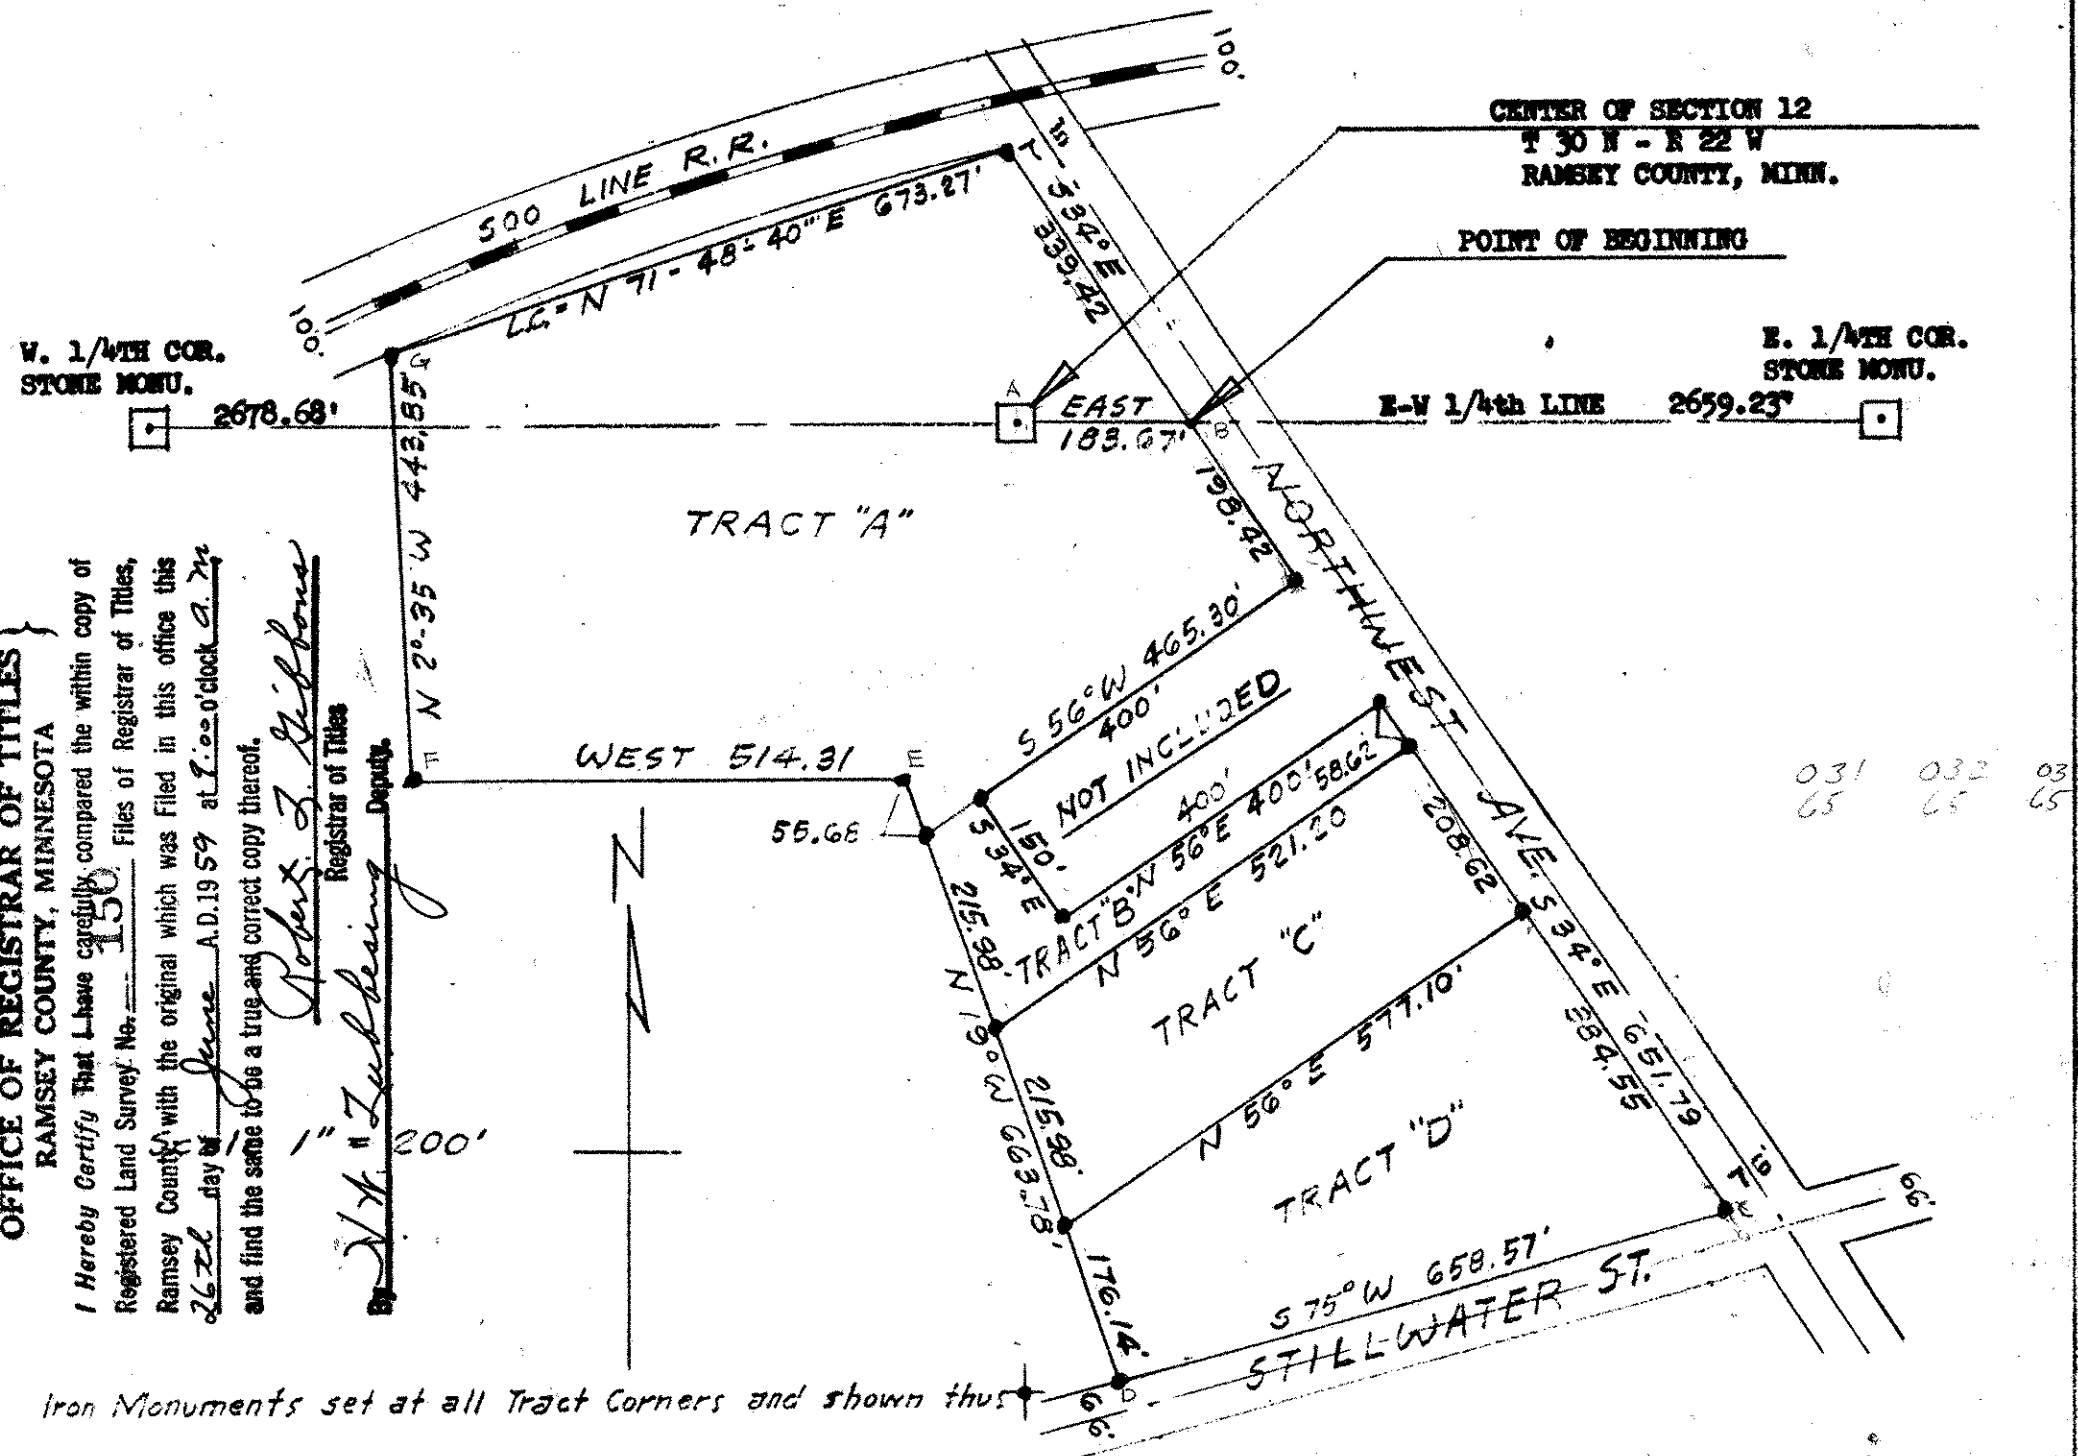 SOO LINE R.R.
100'
100'
CENTER OF SECTION 12
T 30 N - R 22 W
RAMSEY COUNTY, MINN.
POINT OF BEGINNING
L.C. = N 71 - 48' - 40" E 673.27'
S 34° E
339.42
W. 1/4TH COR.
STONE MONU.
2678.68'
G
A
EAST
183.67'
B
E-W 1/4th LINE 2659.23"
E. 1/4TH COR.
STONE MONU.
N 2°-35 W 443.85
TRACT "A"
198.42
NORTHWEST AVE.
S 56° W 465.30'
400'
NOT INCLUDED
F
WEST 514.31
E
55.68
150'
S 34° E
400'
N 56° E 400'
58.62
TRACT "B"
N 56° E 521.20
208.62
215.98'
TRACT "C"
N 56° E 577.10'
S 34° E 651.79
384.55
N 19° W 663.78'
215.98'
TRACT "D"
176.14'
S 75° W 658.57'
STILLWATER ST.
D
66'
66'
031 032 03
65 65 65
N
1" = 200'
OFFICE OF REGISTRAR OF TITLES }
RAMSEY COUNTY, MINNESOTA
I Hereby Certify That I have carefully compared the within copy of
Registered Land Survey No. 150 Files of Registrar of Titles,
Ramsey County with the original which was Filed in this office this
26th day of June A.D. 1959 at 9:00 o'clock a.m
and find the same to be a true and correct copy thereof.
Robert J. Gibbons
Registrar of Titles
By Deputy.
Iron Monuments set at all Tract Corners and shown thus